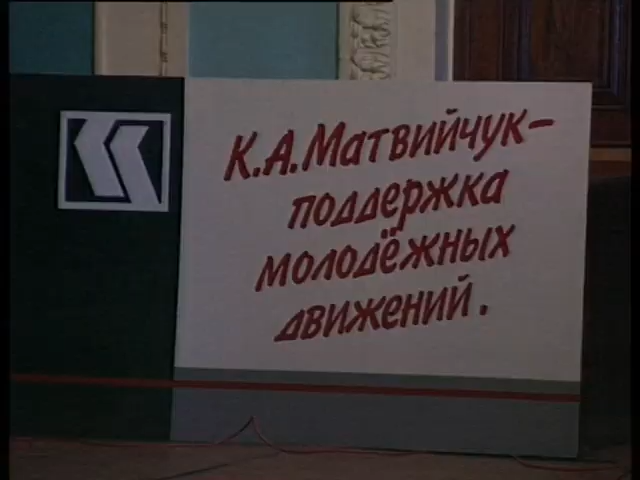 К.А.Матвийчук-
поддержка
молодёжных
движений.